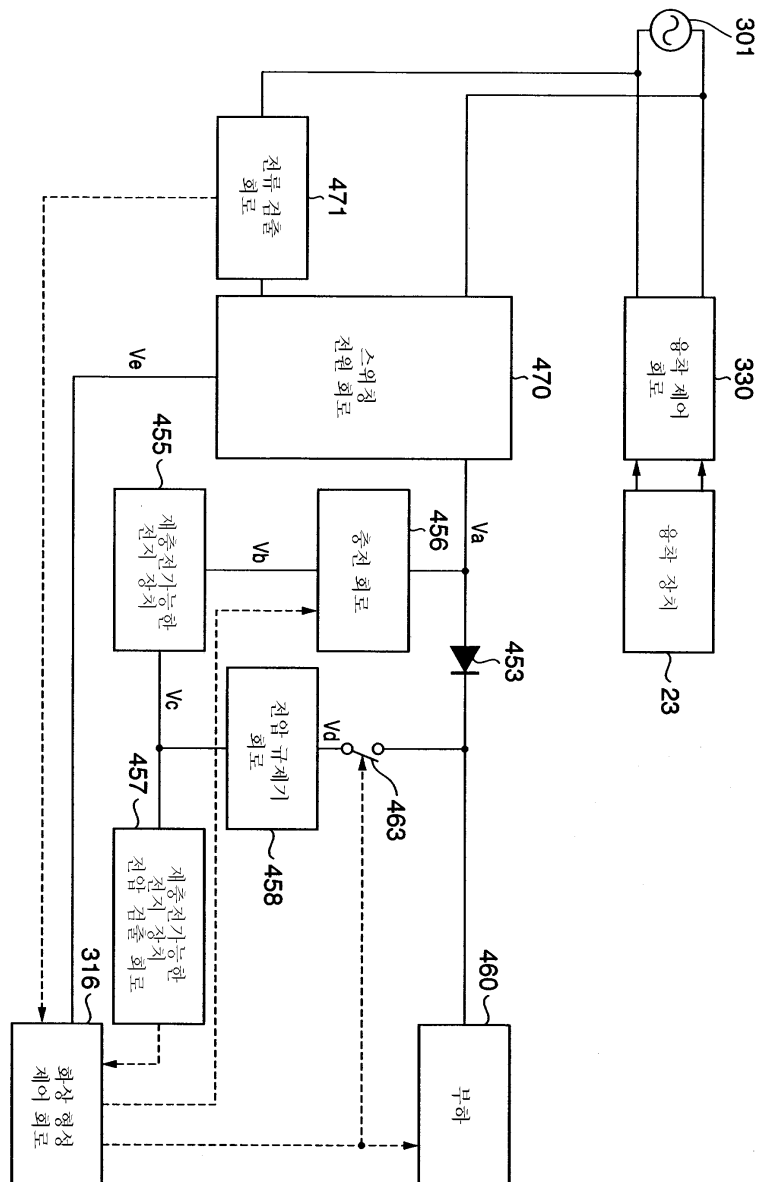 301
전류 검출
회로
471
스위칭
전원 회로
470
융착 제어
회로
330
융착 장치
23
Ve
Va
455
재충전가능한
전지 장치
Vb
456
충전 회로
453
Vc
전압 규제기
회로
458
Vd
463
457
재충전가능한
전지 장치
전압 검출 회로
316
화상 형성
제어 회로
460
부하